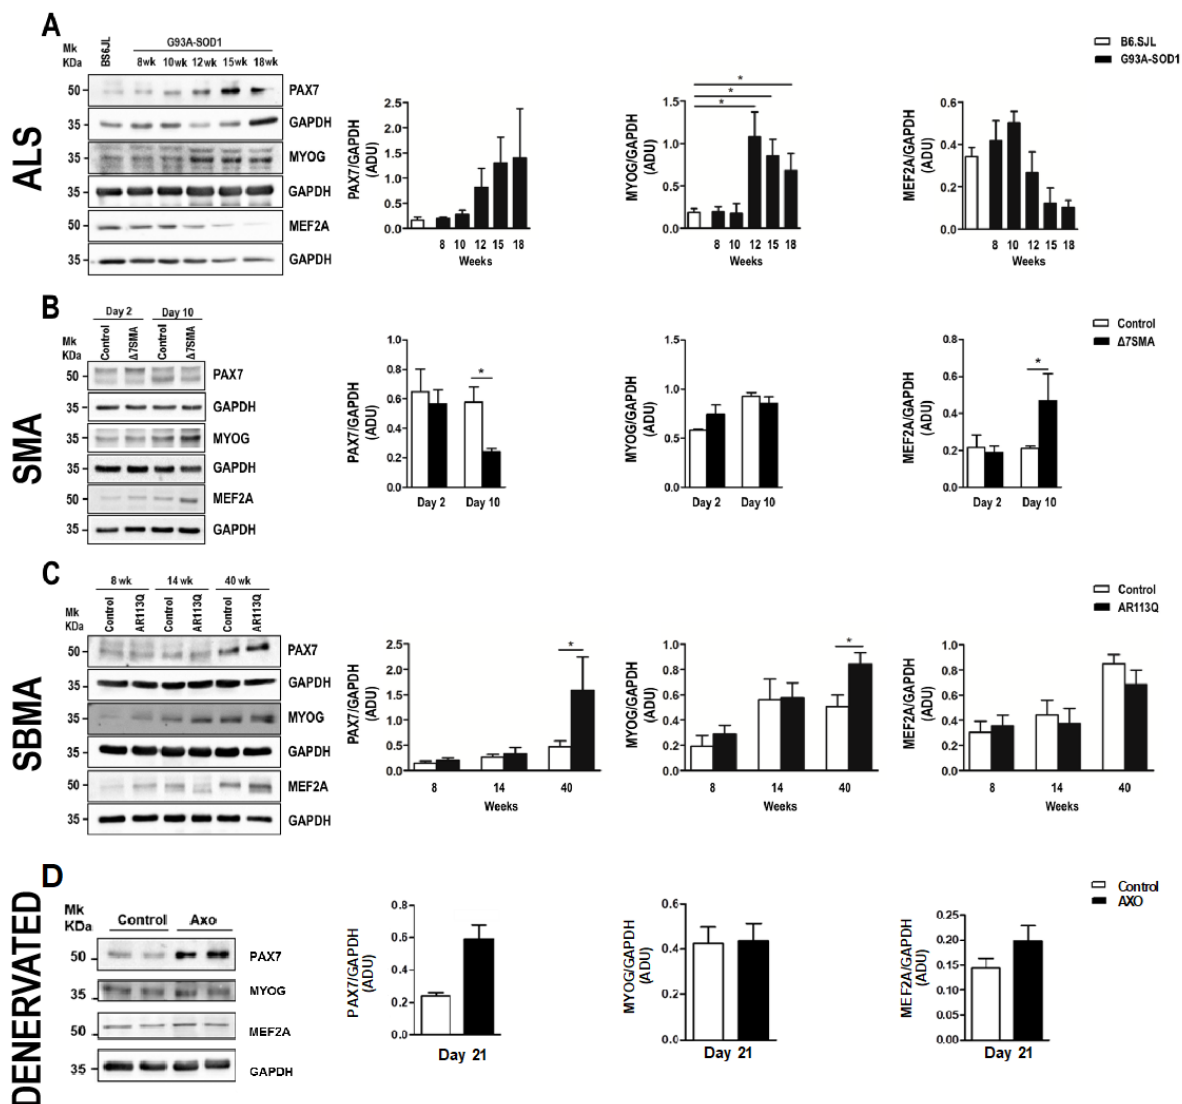 A
ALS
Mk
KDa
BS6JL
G93A-SOD1
8wk 10wk 12wk 15wk 18wk
50
PAX7
35
GAPDH
35
MYOG
35
GAPDH
50
MEF2A
35
GAPDH
PAX7/GAPDH
(ADU)
2.5
2.0
1.5
1.0
0.5
0.0
8 10 12 15 18
Weeks
MYOG/GAPDH
(ADU)
1.5
1.0
0.5
0.0
*
*
*
8 10 12 15 18
Weeks
MEF2A/GAPDH
(ADU)
0.6
0.4
0.2
0.0
8 10 12 15 18
Weeks
B6.SJL
G93A-SOD1
B
SMA
Mk
KDa
Day 2 Day 10
Control Δ7SMA Control Δ7SMA
50
PAX7
35
GAPDH
35
MYOG
35
GAPDH
50
MEF2A
35
GAPDH
PAX7/GAPDH
(ADU)
1.0
0.8
0.6
0.4
0.2
0.0
*
Day 2 Day 10
MYOG/GAPDH
(ADU)
1.5
1.0
0.5
0.0
Day 2 Day 10
MEF2A/GAPDH
(ADU)
0.8
0.6
0.4
0.2
0.0
*
Day 2 Day 10
Control
Δ7SMA
C
SBMA
Mk
KDa
8 wk 14 wk 40 wk
Control AR113Q Control AR113Q Control AR113Q
50
PAX7
35
GAPDH
35
MYOG
35
GAPDH
50
MEF2A
35
GAPDH
PAX7/GAPDH
(ADU)
2.5
2.0
1.5
1.0
0.5
0.0
*
8 14 40
Weeks
MYOG/GAPDH
(ADU)
1.0
0.8
0.6
0.4
0.2
0.0
*
8 14 40
Weeks
MEF2A/GAPDH
(ADU)
1.0
0.8
0.6
0.4
0.2
0.0
8 14 40
Weeks
Control
AR113Q
D
DENERVATED
Mk
KDa
Control Axo
50
PAX7
35
MYOG
50
MEF2A
35
GAPDH
PAX7/GAPDH
(ADU)
0.8
0.6
0.4
0.2
0.0
Day 21
MYOG/GAPDH
(ADU)
0.6
0.4
0.2
0.0
Day 21
MEF2A/GAPDH
(ADU)
0.25
0.20
0.15
0.10
0.05
0.00
Day 21
Control
AXO